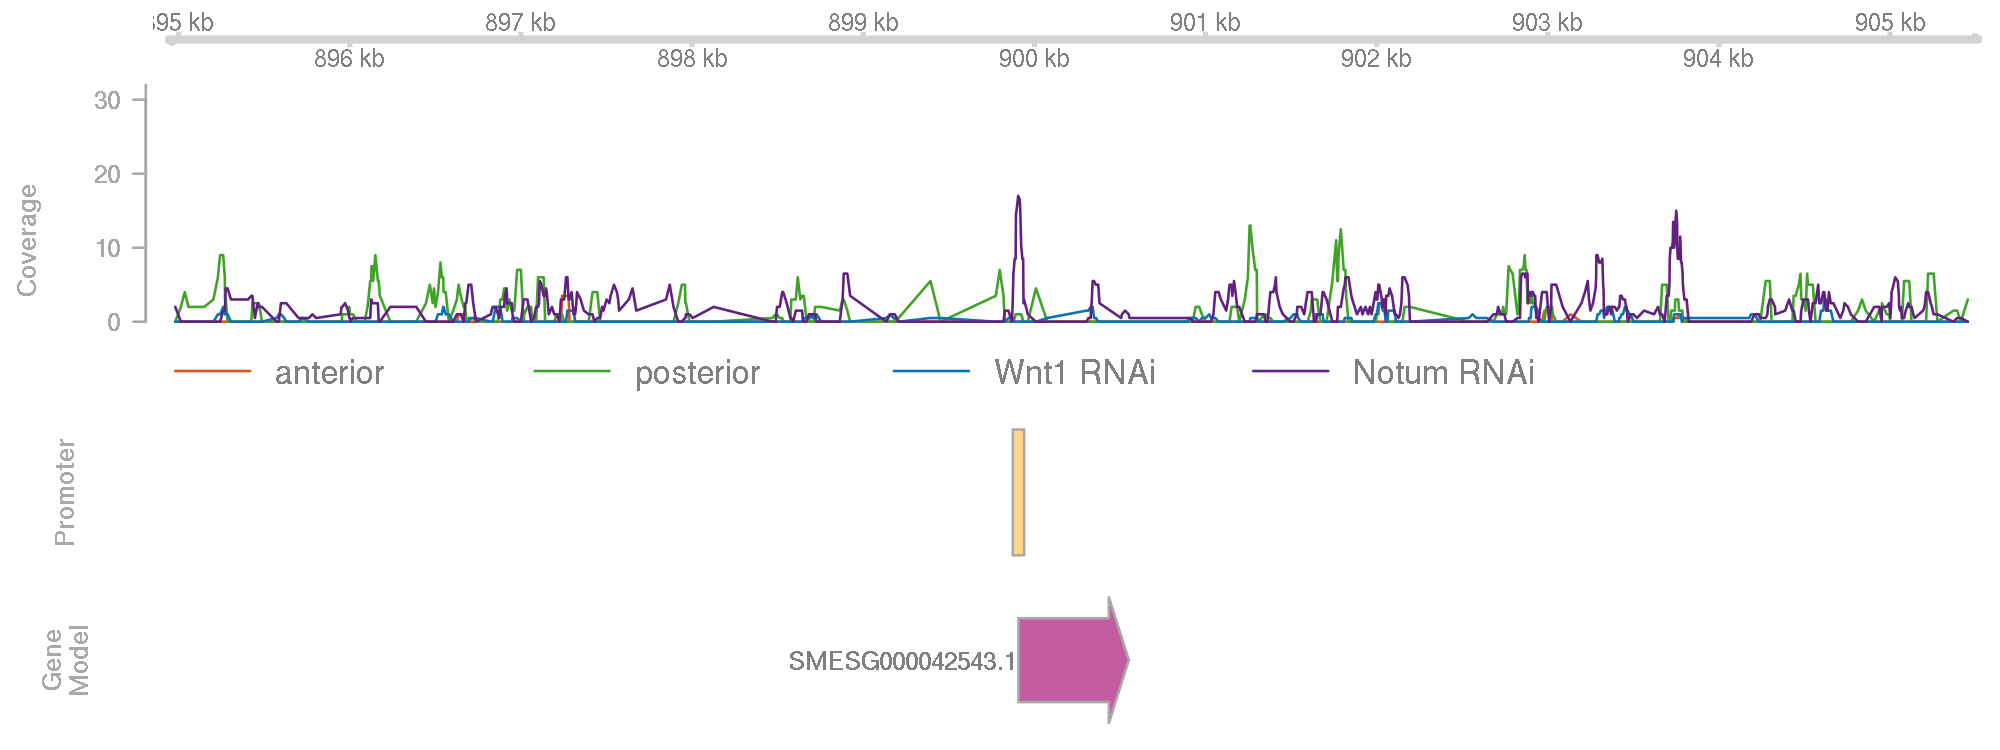 895 kb 897 kb 899 kb 901 kb 903 kb 905 kb
896 kb 898 kb 900 kb 902 kb 904 kb
30
20
10
0
Coverage
anterior posterior Wnt1 RNAi Notum RNAi
Promoter
Gene
Model
SMESG000042543.1